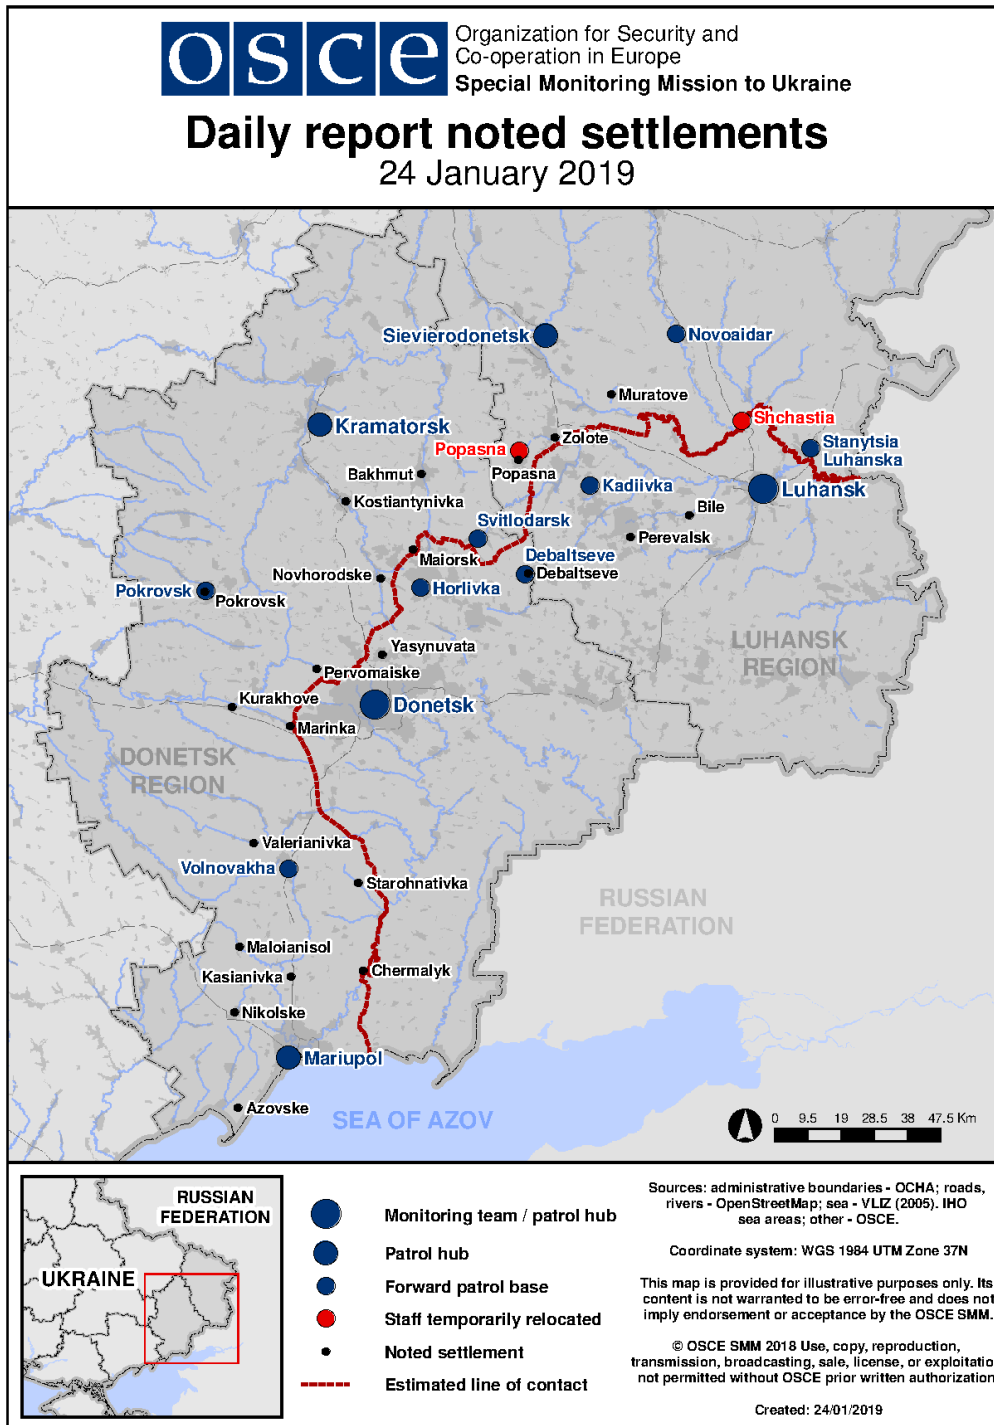 osce
Organization for Security and
Co-operation in Europe
Special Monitoring Mission to Ukraine
Daily report noted settlements
24 January 2019
Sievierodonetsk
Novoaidar
Muratove
Kramatorsk
Shchastia
Zolote
Popasna
Popasna
Stanytsia
Luhanska
Bakhmut
Kadiivka
Luhansk
Kostiantynivka
Bile
Svitlodarsk
Perevalsk
Maiorsk
Debaltseve
Debaltseve
Novhorodske
Horlivka
Pokrovsk
Pokrovsk
LUHANSK
REGION
Yasynuvata
Pervomaiske
Kurakhove
Donetsk
Marinka
DONETSK
REGION
Valerianivka
Volnovakha
Starohnativka
RUSSIAN
FEDERATION
Maloianisol
Kasianivka
Chermalyk
Nikolske
Mariupol
Azovske
SEA OF AZOV
0 9.5 19 28.5 38 47.5 Km
RUSSIAN
FEDERATION
UKRAINE
Monitoring team / patrol hub
Patrol hub
Forward patrol base
Staff temporarily relocated
Noted settlement
Estimated line of contact
Sources: administrative boundaries - OCHA; roads,
rivers - OpenStreetMap; sea - VLIZ (2005). IHO
sea areas; other - OSCE.
Coordinate system: WGS 1984 UTM Zone 37N
This map is provided for illustrative purposes only. Its
content is not warranted to be error-free and does not
imply endorsement or acceptance by the OSCE SMM.
© OSCE SMM 2018 Use, copy, reproduction,
transmission, broadcasting, sale, license, or exploitatio
not permitted without OSCE prior written authorization
Created: 24/01/2019